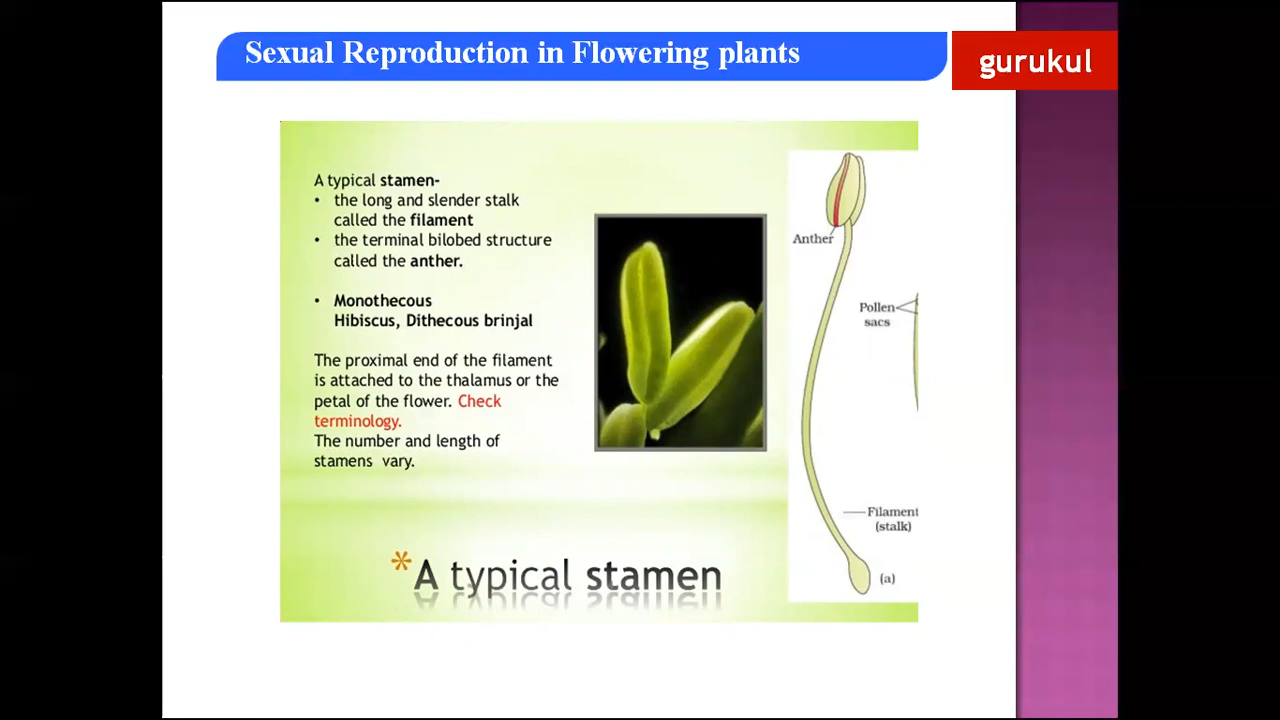 Sexual Reproduction in Flowering plants
gurukul
A typical stamen-
• the long and slender stalk
called the filament
• the terminal bilobed structure
called the anther.
• Monothecous
Hibiscus, Dithecous brinjal
The proximal end of the filament
is attached to the thalamus or the
petal of the flower. Check
terminology.
The number and length of
stamens vary.
Anther
Pollen
sacs
Filament
(stalk)
(a)
*A typical stamen